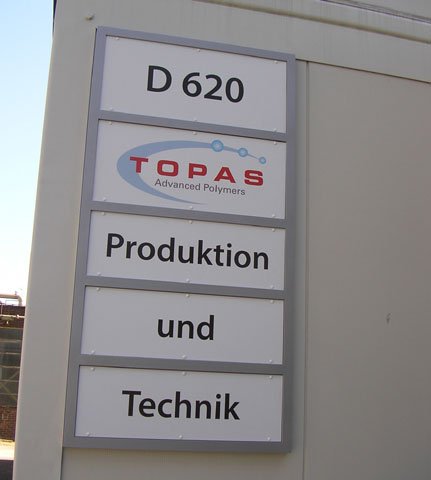 D 620
TOPAS
Advanced Polymers
Produktion
und
Technik